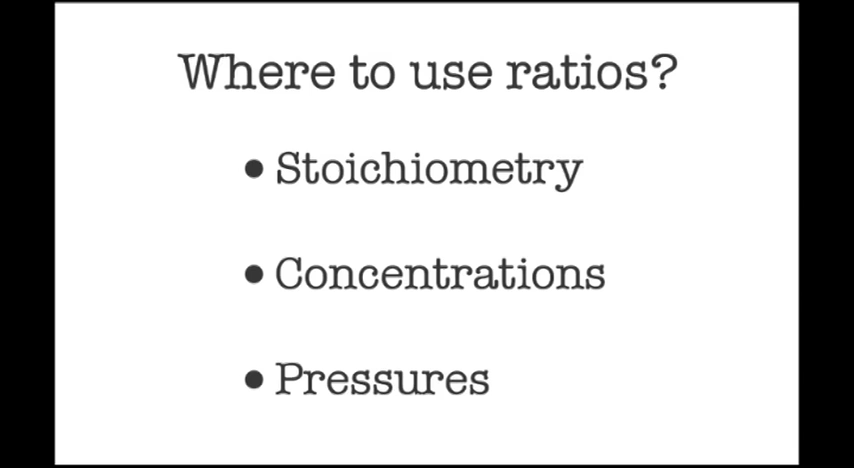 Where to use ratios?
• Stoichiometry
• Concentrations
• Pressures